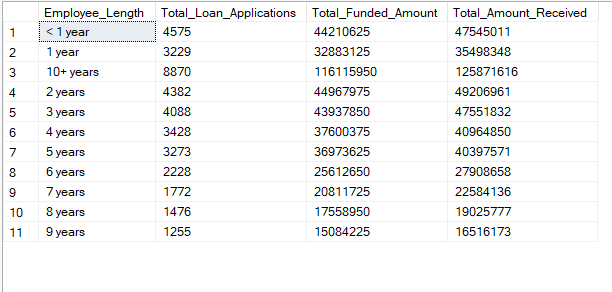 Employee_Length Total_Loan_Applications Total_Funded_Amount Total_Amount_Received
1 < 1 year 4575 44210625 47545011
2 1 year 3229 32883125 35498348
3 10+ years 8870 116115950 125871616
4 2 years 4382 44967975 49206961
5 3 years 4088 43937850 47551832
6 4 years 3428 37600375 40964850
7 5 years 3273 36973625 40397571
8 6 years 2228 25612650 27908658
9 7 years 1772 20811725 22584136
10 8 years 1476 17558950 19025777
11 9 years 1255 15084225 16516173